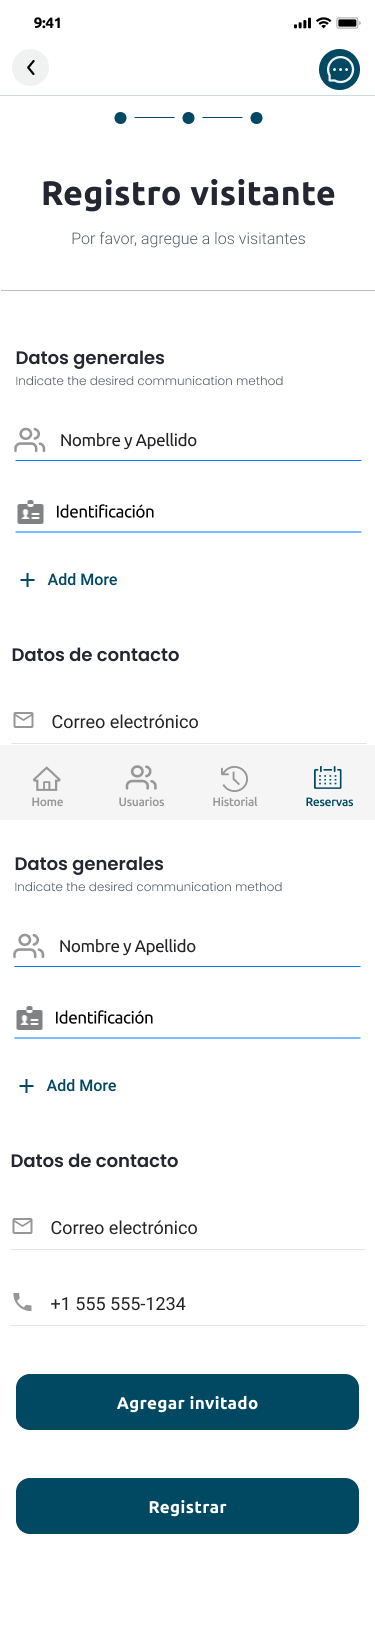 9:41
Registro visitante
Por favor, agregue a los visitantes
Datos generales
Indicate the desired communication method
Nombre y Apellido
Identificación
+ Add More
Datos de contacto
Correo electrónico
Home Usuarios Historial Reservas
Datos generales
Indicate the desired communication method
Nombre y Apellido
Identificación
+ Add More
Datos de contacto
Correo electrónico
+1 555 555-1234
Agregar invitado
Registrar